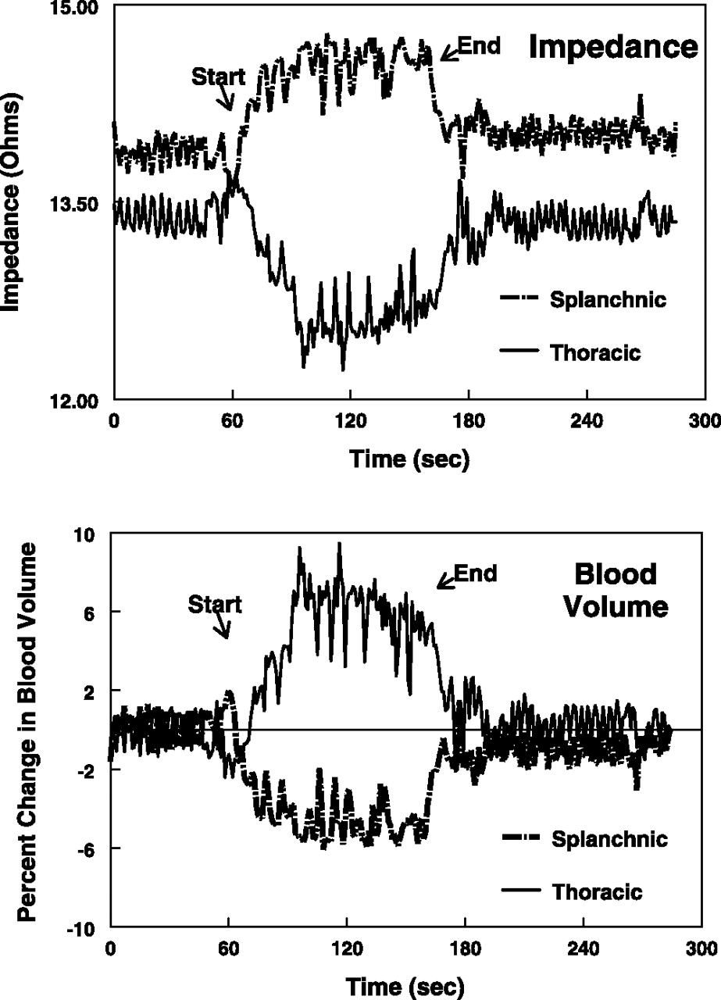 15.00
Impedance
End
Start
Impedance (Ohms)
13.50
Splanchnic
Thoracic
12.00
0 60 120 180 240 300
Time (sec)
10
Blood
Volume
End
Start
6
Percent Change in Blood Volume
2
-2
Splanchnic
-6
Thoracic
-10
0 60 120 180 240 300
Time (sec)